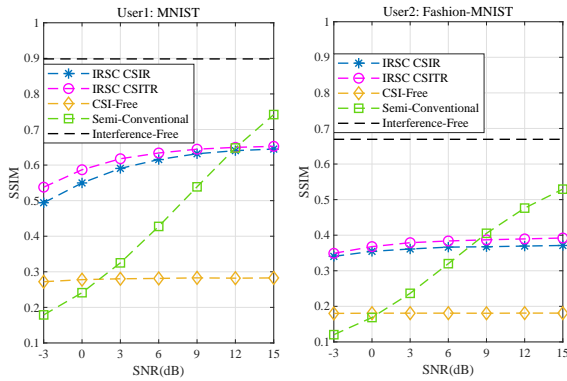 User1: MNIST
SSIM
1
0.9
0.8
0.7
0.6
0.5
0.4
0.3
0.2
0.1
IRSC CSIR
IRSC CSITR
CSI-Free
Semi-Conventional
Interference-Free
-3 0 3 6 9 12 15
SNR(dB)
User2: Fashion-MNIST
SSIM
1
0.9
0.8
0.7
0.6
0.5
0.4
0.3
0.2
0.1
IRSC CSIR
IRSC CSITR
CSI-Free
Semi-Conventional
Interference-Free
-3 0 3 6 9 12 15
SNR(dB)